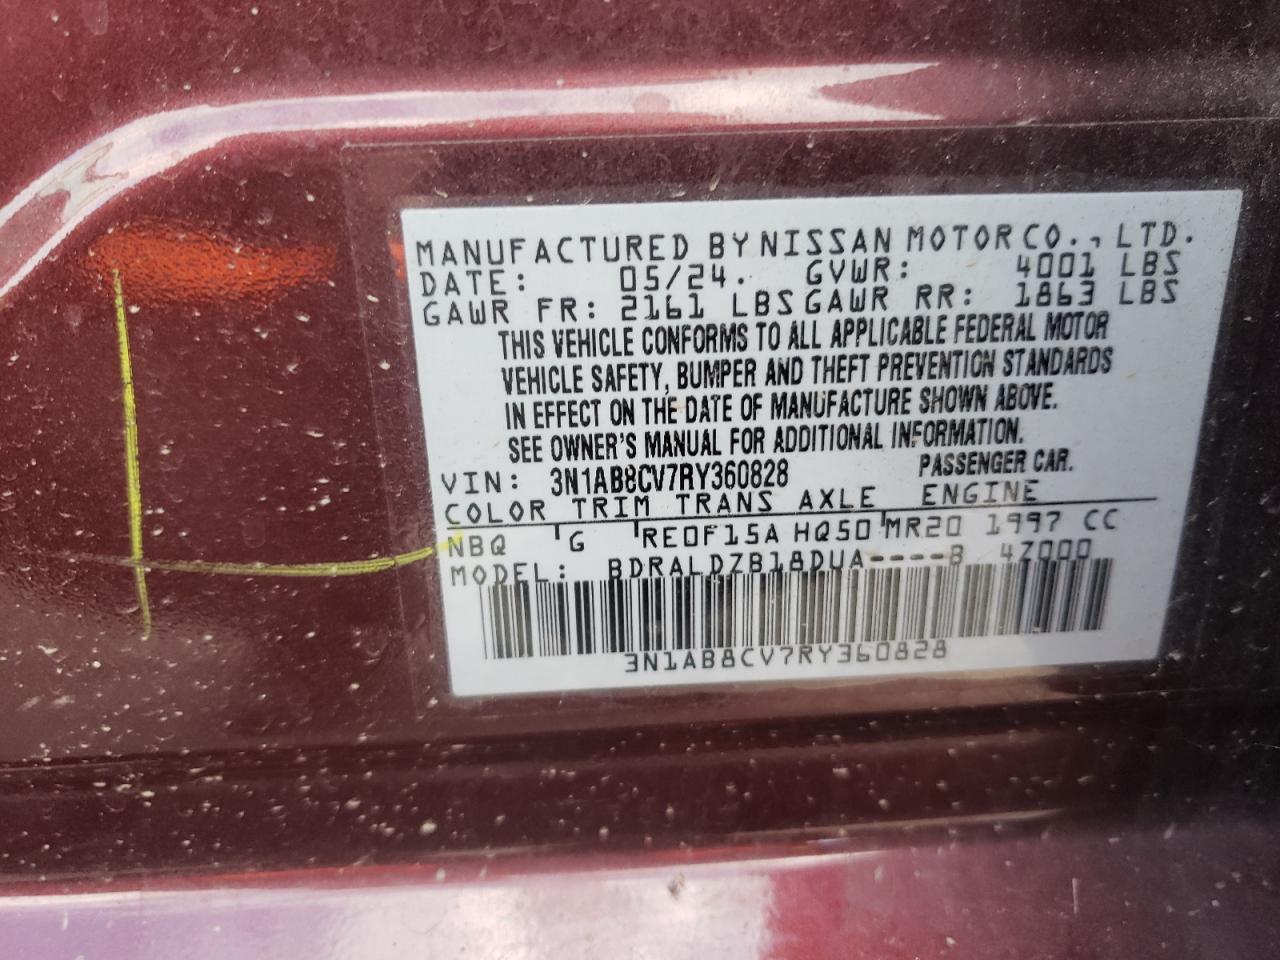 MANUFACTURED BY NISSAN MOTOR CO., LTD.
DATE: 05/24. GVWR: 4001 LBS
GAWR FR: 2161 LBS GAWR RR: 1863 LBS
THIS VEHICLE CONFORMS TO ALL APPLICABLE FEDERAL MOTOR
VEHICLE SAFETY, BUMPER AND THEFT PREVENTION STANDARDS
IN EFFECT ON THE DATE OF MANUFACTURE SHOWN ABOVE.
SEE OWNER'S MANUAL FOR ADDITIONAL INFORMATION.
VIN: 3N1AB8CV7RY360828 PASSENGER CAR.
COLOR TRIM TRANS AXLE ENGINE
NBQ G RE0F15A HQ50 MR20 1997 CC
MODEL: BDRALDZB18DUA----B 4Z000
3N1AB8CV7RY360828